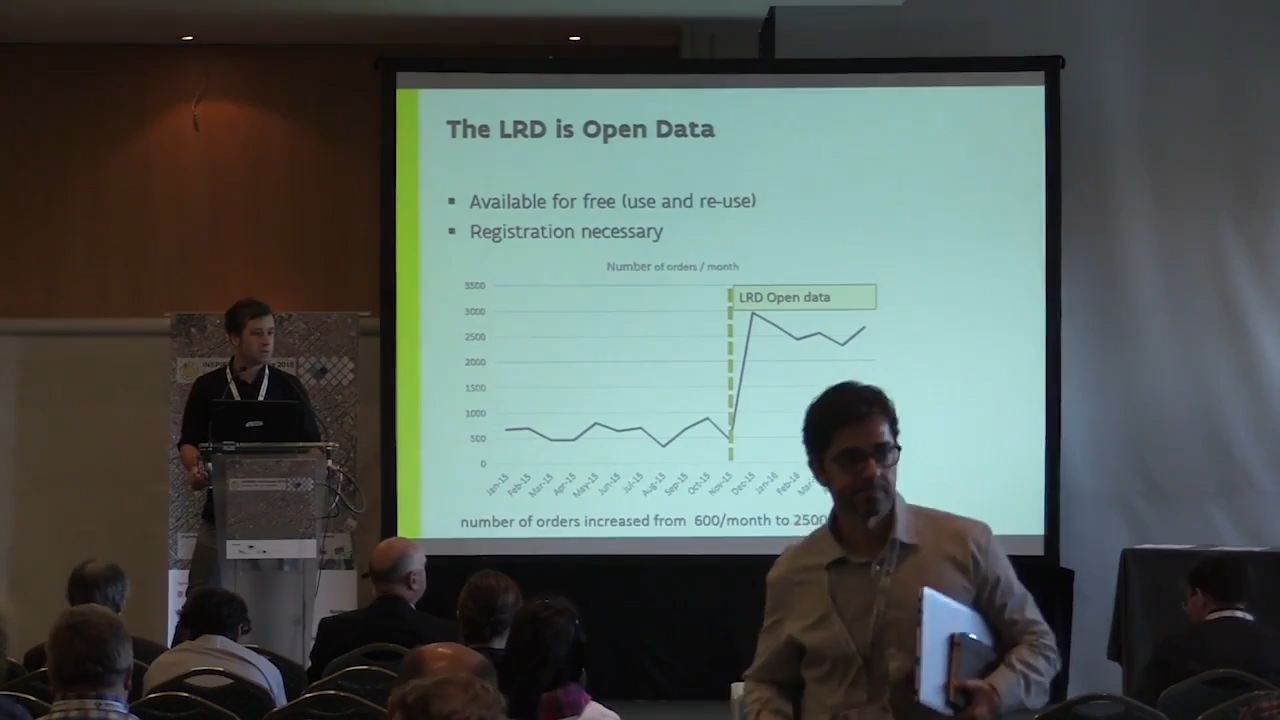 The LRD is Open Data
▪ Available for free (use and re-use)
▪ Registration necessary
Number of orders / month
3500
3000
2500
2000
1500
1000
500
0
LRD Open data
Jan-15 Feb-15 Mar-15 Apr-15 May-15 Jun-15 Jul-15 Aug-15 Sep-15 Oct-15 Nov-15 Dec-15 Jan-16 Feb-16
number of orders increased from 600/month to 2500